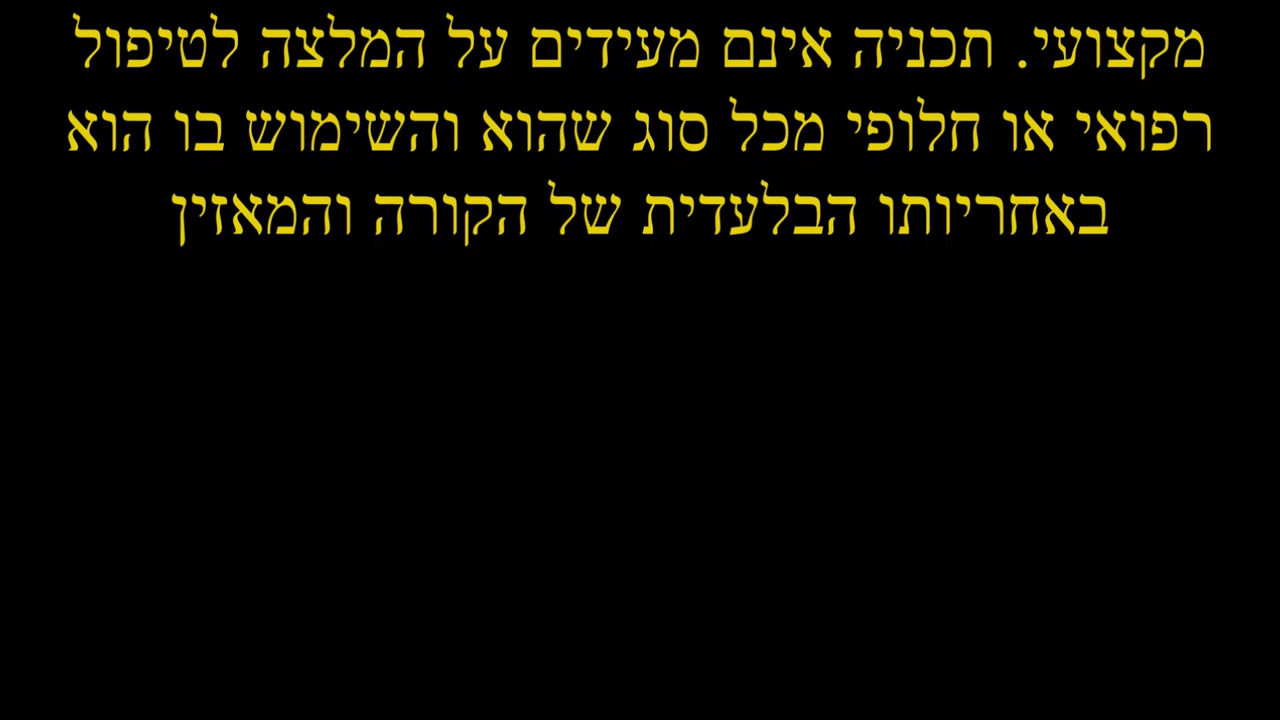 מקצועי. תכניה אינם מעידים על המלצה לטיפול
רפואי או חלופי מכל סוג שהוא והשימוש בו הוא
באחריותו הבלעדית של הקורה והמאזין